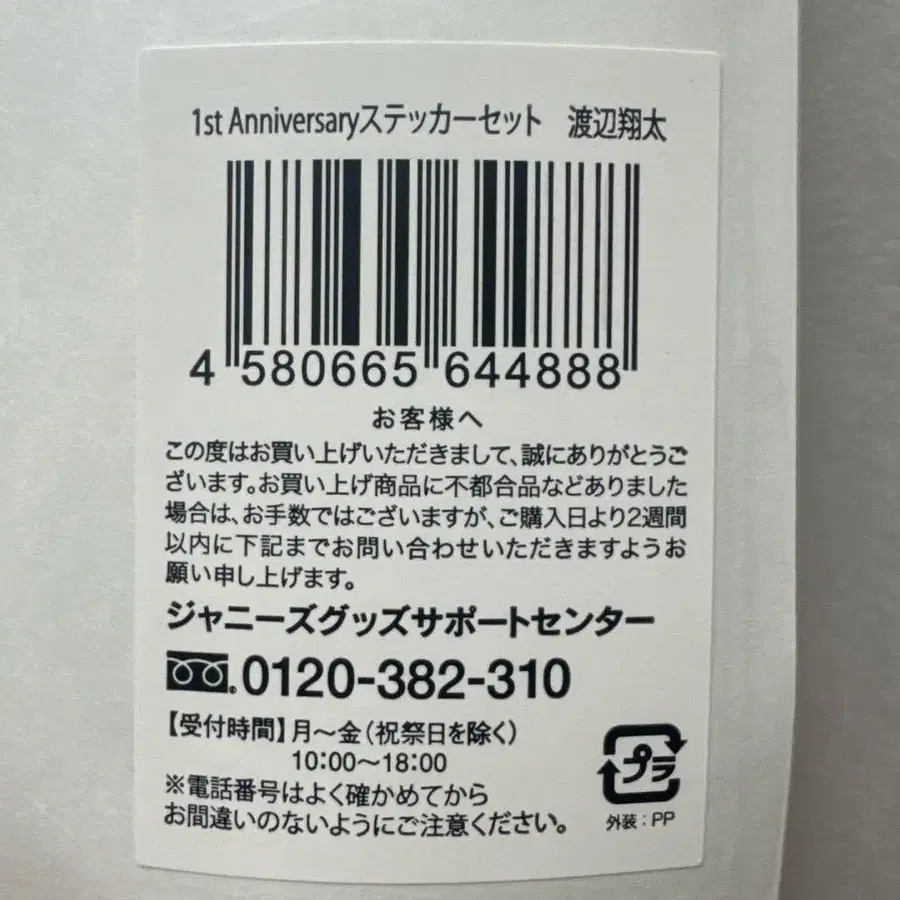 1st Anniversaryステッカーセット　渡辺翔太
4 580665 644888
お客様へ
この度はお買い上げいただきまして、誠にありがとうご
ざいます。お買い上げ商品に不都合品などありました
場合は、お手数ではございますが、ご購入日より2週間
以内に下記までお問い合わせいただきますようお
願い申し上げます。
ジャニーズグッズサポートセンター
0120-382-310
【受付時間】月〜金（祝祭日を除く）
10:00〜18:00
※電話番号はよく確かめてから
お間違いのないようにご注意ください。
プラ
外装：PP